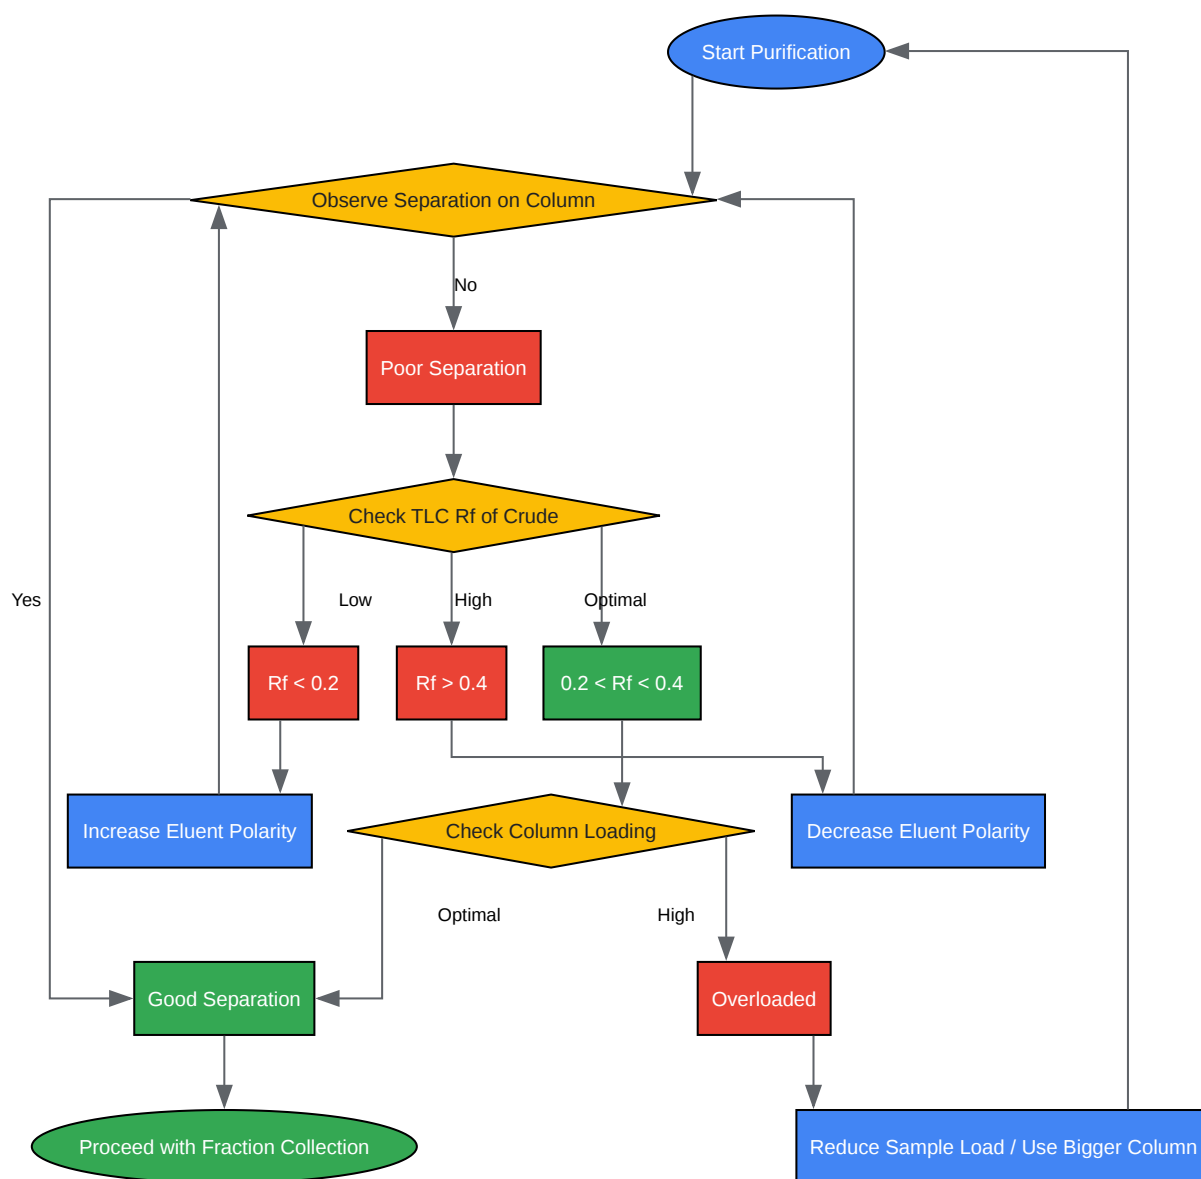 Start Purification
Observe Separation on Column
No
Poor Separation
Check TLC Rf of Crude
Yes
Low
High
Optimal
Rf < 0.2
Rf > 0.4
0.2 < Rf < 0.4
Increase Eluent Polarity
Check Column Loading
Decrease Eluent Polarity
Optimal
High
Good Separation
Overloaded
Proceed with Fraction Collection
Reduce Sample Load / Use Bigger Column